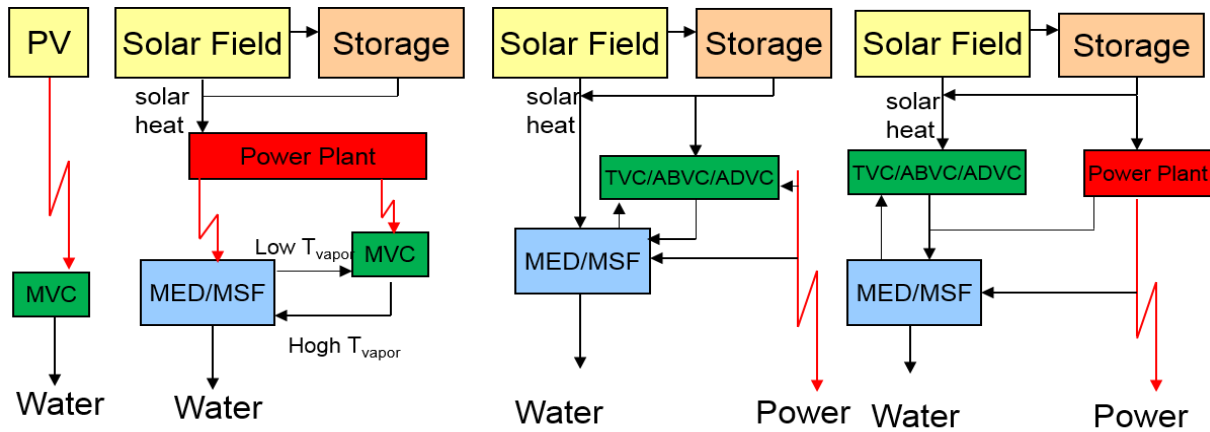 PV
MVC
Water
Solar Field
Storage
solar
heat
Power Plant
Low Tvapor
MVC
MED/MSF
Hogh Tvapor
Water
Solar Field
Storage
solar
heat
TVC/ABVC/ADVC
MED/MSF
Water
Power
Solar Field
Storage
solar
heat
TVC/ABVC/ADVC
Power Plant
MED/MSF
Water
Power